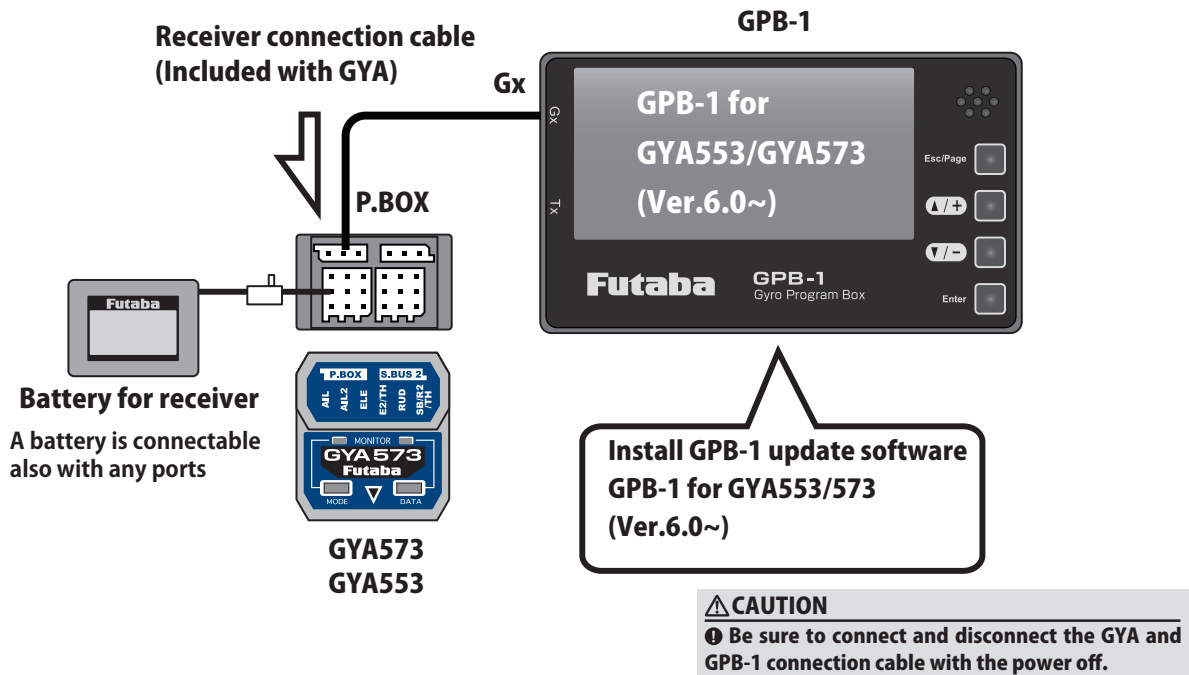 GPB-1
Receiver connection cable
(Included with GYA)
Gx
Gx
GPB-1 for
GYA553/GYA573
(Ver.6.0~)
Esc/Page
▲/+
Tx
P.BOX
▼/−
Futaba
GPB-1
Gyro Program Box
Enter
Futaba
P.BOX S.BUS 2
AIL
AIL2
ELE
E2/TH
RUD
SB/R2
/TH
Battery for receiver
A battery is connectable
also with any ports
MONITOR
GYA573
Futaba
MODE
DATA
GYA573
GYA553
Install GPB-1 update software
GPB-1 for GYA553/573
(Ver.6.0~)
⚠CAUTION
Be sure to connect and disconnect the GYA and
GPB-1 connection cable with the power off.